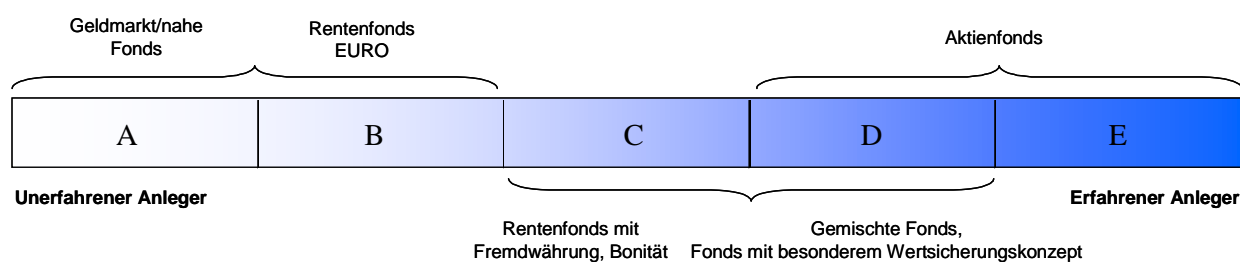 Geldmarkt/nahe
Fonds
Rentenfonds
EURO
Aktienfonds
A B C D E
Unerfahrener Anleger
Erfahrener Anleger
Rentenfonds mit
Fremdwährung, Bonität
Gemischte Fonds,
Fonds mit besonderem Wertsicherungskonzept